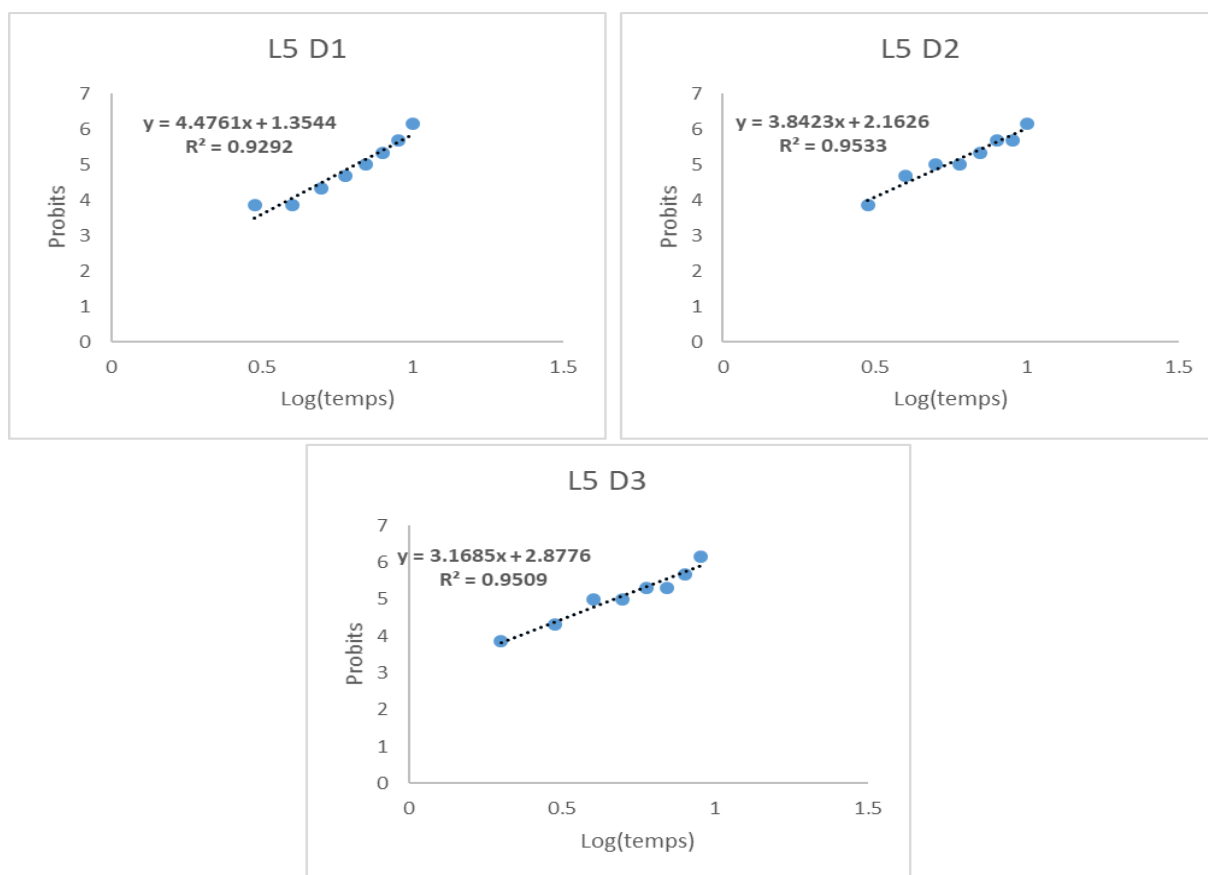 L5 D1
7
6
5
4
3
2
1
0
Probits
y = 4.4761x + 1.3544
R² = 0.9292
0 0.5 1 1.5
Log(temps)
L5 D2
7
6
5
4
3
2
1
0
Probits
y = 3.8423x + 2.1626
R² = 0.9533
0 0.5 1 1.5
Log(temps)
L5 D3
7
6
5
4
3
2
1
0
Probits
y = 3.1685x + 2.8776
R² = 0.9509
0 0.5 1 1.5
Log(temps)